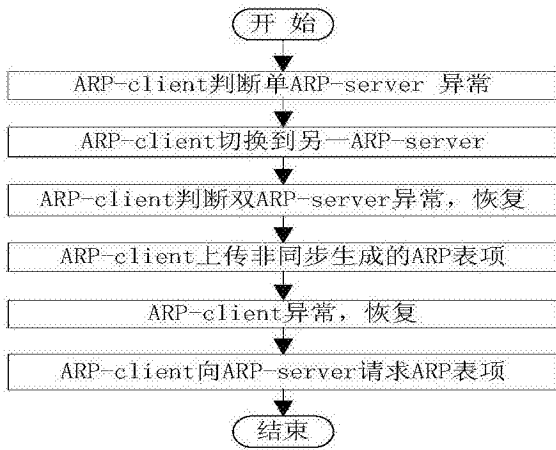 开 始
ARP-client判断单ARP-server 异常
ARP-client切换到另一ARP-server
ARP-client判断双ARP-server异常，恢复
ARP-client上传非同步生成的ARP表项
ARP-client异常，恢复
ARP-client向ARP-server请求ARP表项
结束